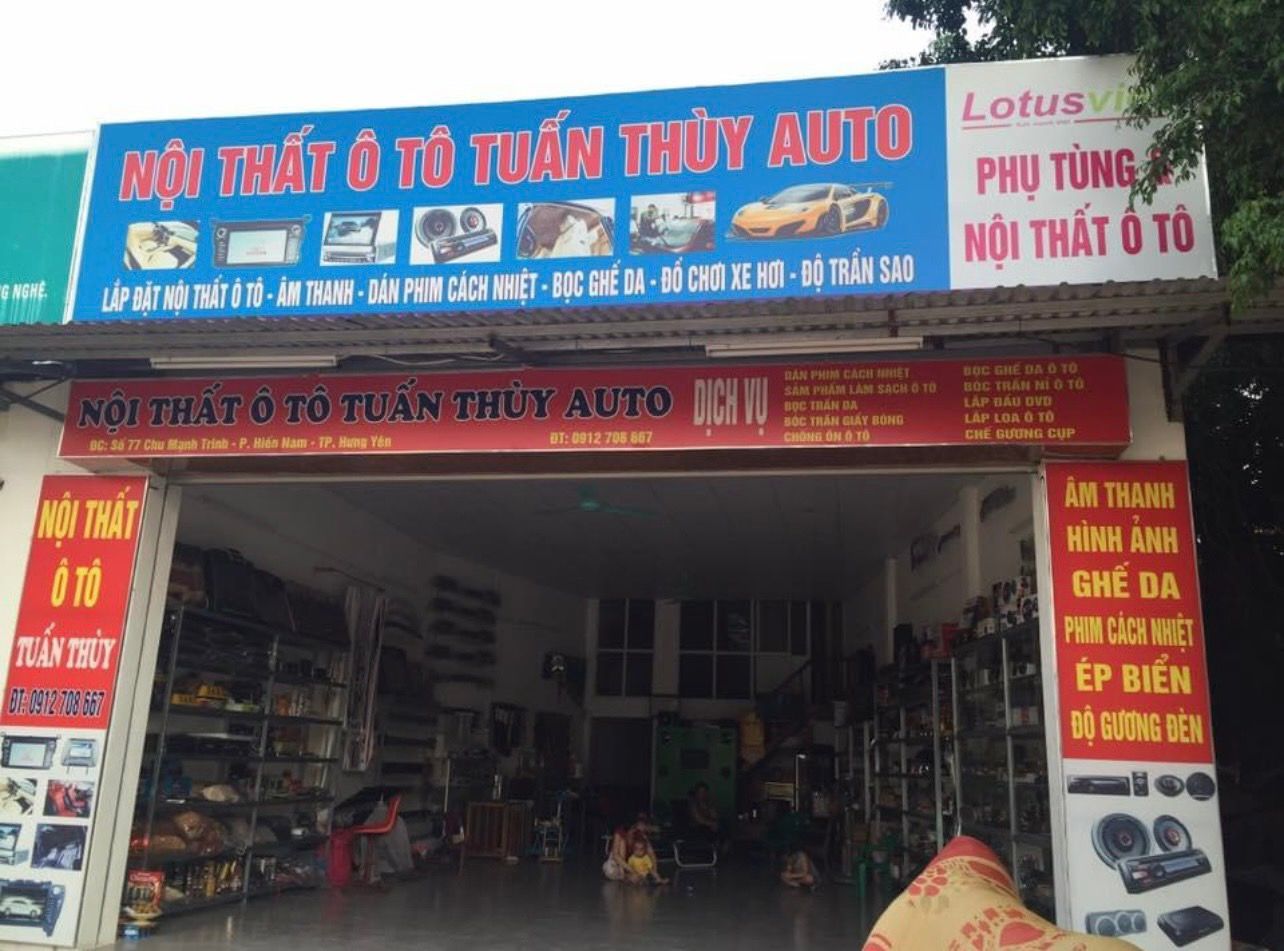 NỘI THẤT Ô TÔ TUẤN THÙY AUTO
LẮP ĐẶT NỘI THẤT Ô TÔ - ÂM THANH - DÁN PHIM CÁCH NHIỆT - BỌC GHẾ DA - ĐỒ CHƠI XE HƠI - ĐỘ TRẦN SAO
Lotusvi
PHỤ TÙNG &
NỘI THẤT Ô TÔ
NGHỆ.
NỘI THẤT Ô TÔ TUẤN THÙY AUTO
ĐC: Số 77 Chu Mạnh Trinh - P. Hiến Nam - TP. Hưng Yên
ĐT: 0912 708 667
DỊCH VỤ
DÁN PHIM CÁCH NHIỆT
SẢM PHẨM LÀM SẠCH Ô TÔ
BỌC TRẦN DA
BÓC TRẦN GIẤY BÓNG
CHỐNG ỒN Ô TÔ
BỌC GHẾ DA Ô TÔ
BÓC TRẦN NỈ Ô TÔ
LẮP ĐẦU DVD
LẮP LOA Ô TÔ
CHẾ GƯƠNG CỤP
NỘI THẤT
Ô TÔ
TUẤN THÙY
ĐT: 0912 708 667
ÂM THANH
HÌNH ẢNH
GHẾ DA
PHIM CÁCH NHIỆT
ÉP BIỂN
ĐỘ GƯƠNG ĐÈN